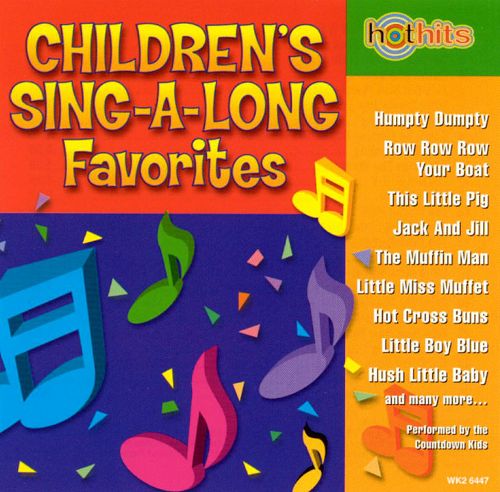 CHILDREN'S
SING-A-LONG
Favorites
hothits
Humpty Dumpty
Row Row Row
Your Boat
This Little Pig
Jack And Jill
The Muffin Man
Little Miss Muffet
Hot Cross Buns
Little Boy Blue
Hush Little Baby
and many more...
Performed by the
Countdown Kids
WK2 6447